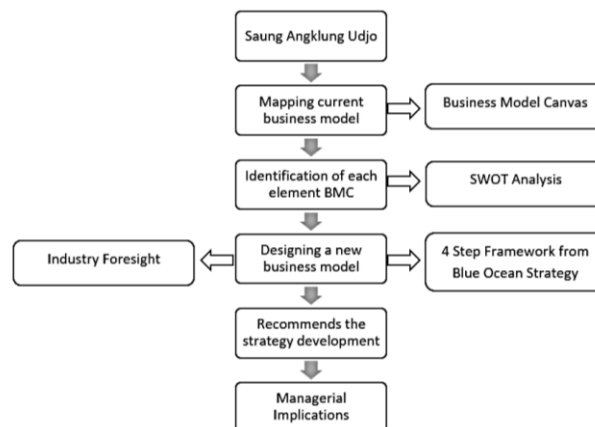 Saung Angklung Udjo
Mapping current
business model
Business Model Canvas
Identification of each
element BMC
SWOT Analysis
Industry Foresight
Designing a new
business model
4 Step Framework from
Blue Ocean Strategy
Recommends the
strategy development
Managerial
Implications